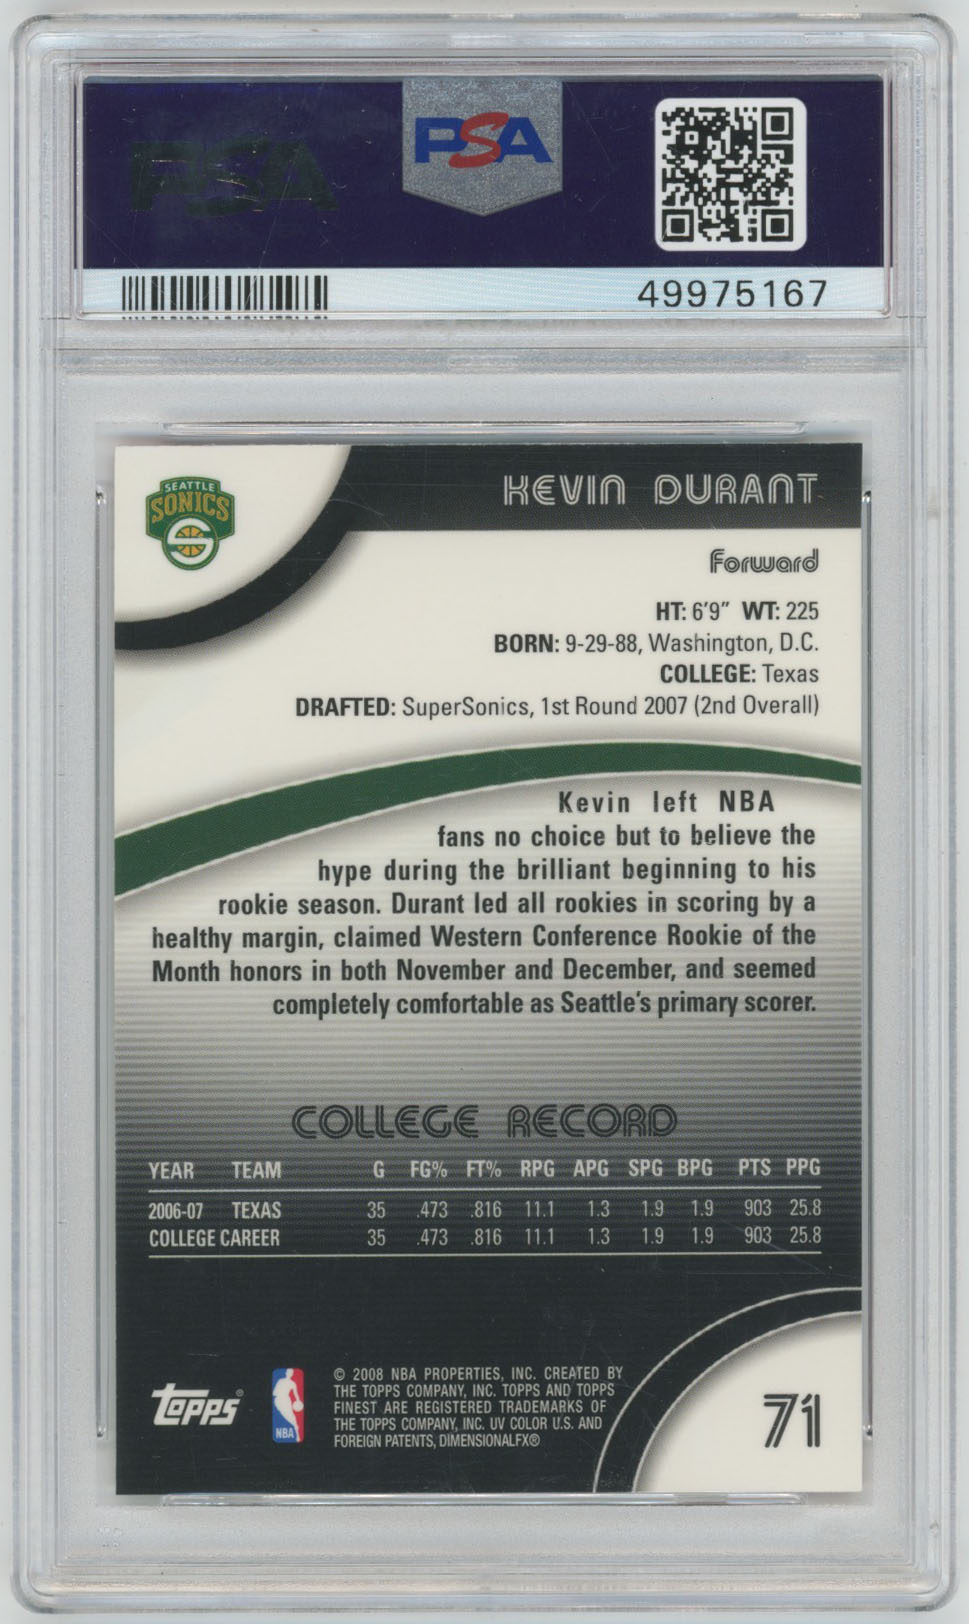 PSA
PSA
49975167
SEATTLE
SONICS
KEVIN DURANT
Forward
HT: 6'9" WT: 225
BORN: 9-29-88, Washington, D.C.
COLLEGE: Texas
DRAFTED: SuperSonics, 1st Round 2007 (2nd Overall)
Kevin left NBA
fans no choice but to believe the
hype during the brilliant beginning to his
rookie season. Durant led all rookies in scoring by a
healthy margin, claimed Western Conference Rookie of the
Month honors in both November and December, and seemed
completely comfortable as Seattle's primary scorer.
COLLEGE RECORD
YEAR TEAM G FG% FT% RPG APG SPG BPG PTS PPG
2006-07 TEXAS 35 .473 .816 11.1 1.3 1.9 1.9 903 25.8
COLLEGE CAREER 35 .473 .816 11.1 1.3 1.9 1.9 903 25.8
Topps®
NBA
© 2008 NBA PROPERTIES, INC. CREATED BY
THE TOPPS COMPANY, INC. TOPPS AND TOPPS
FINEST ARE REGISTERED TRADEMARKS OF
THE TOPPS COMPANY, INC. UV COLOR U.S. AND
FOREIGN PATENTS, DIMENSIONALFX®
71